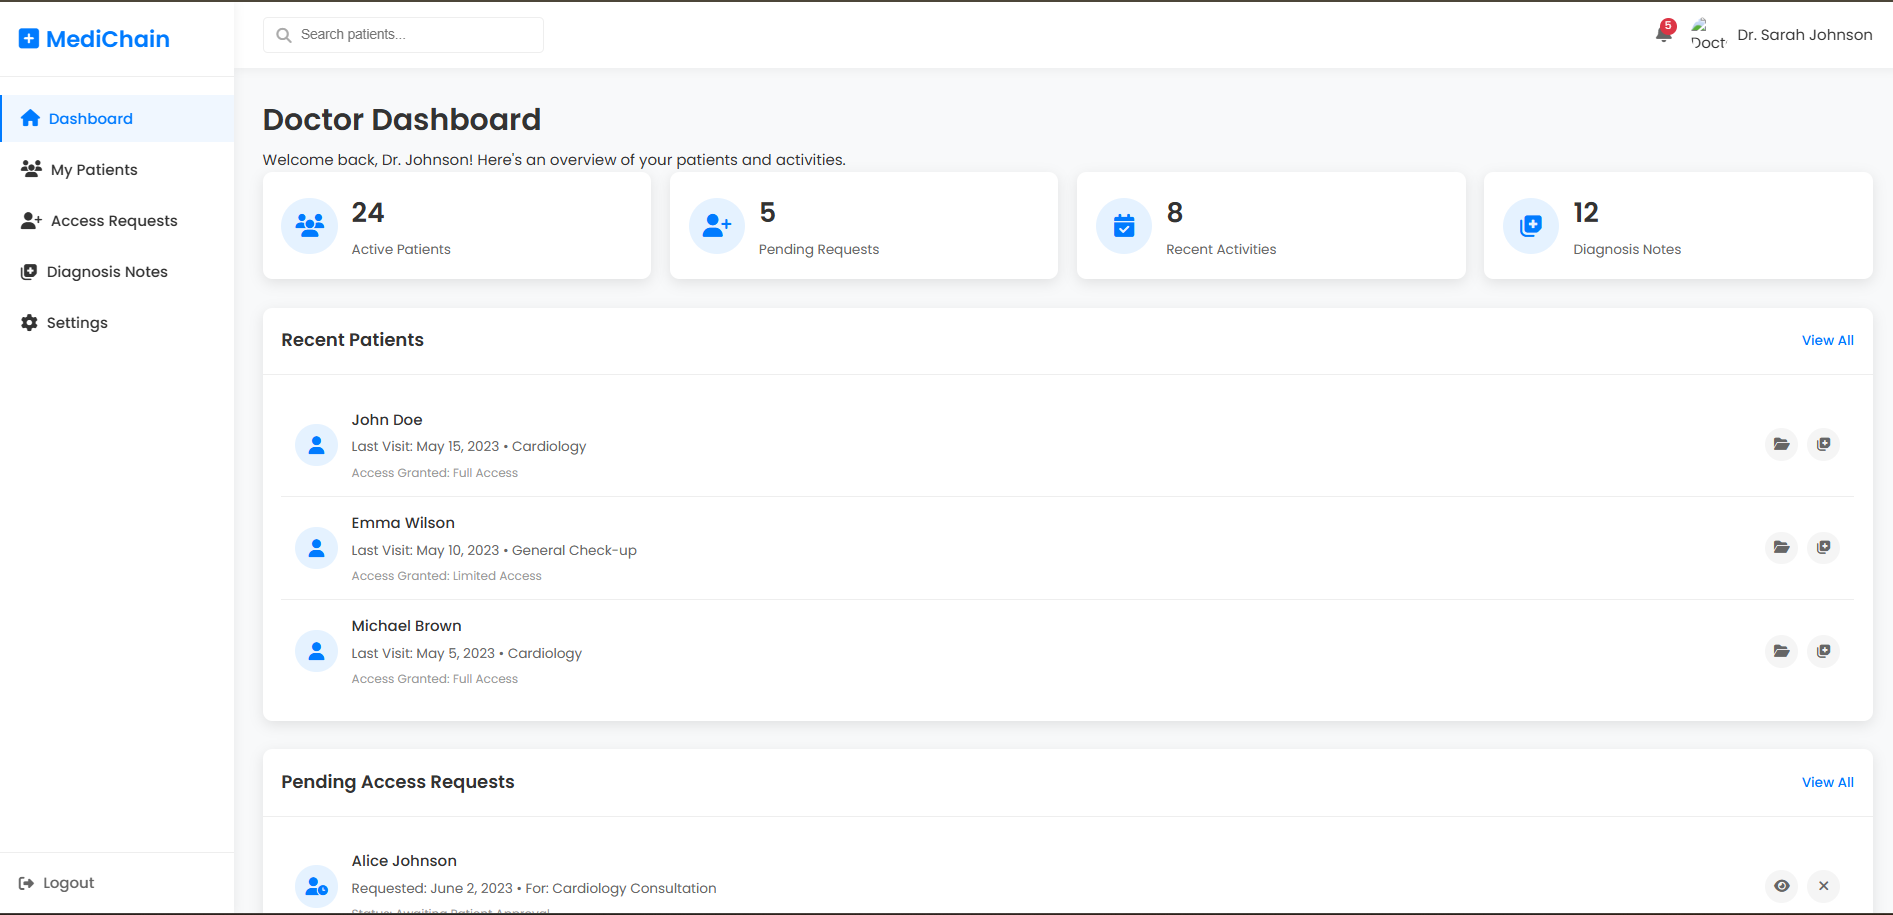 MediChain
Search patients...
5
Doct
Dr. Sarah Johnson
Dashboard
My Patients
Access Requests
Diagnosis Notes
Settings
Logout
Doctor Dashboard
Welcome back, Dr. Johnson! Here's an overview of your patients and activities.
24
Active Patients
5
Pending Requests
8
Recent Activities
12
Diagnosis Notes
Recent Patients
View All
John Doe
Last Visit: May 15, 2023 • Cardiology
Access Granted: Full Access
Emma Wilson
Last Visit: May 10, 2023 • General Check-up
Access Granted: Limited Access
Michael Brown
Last Visit: May 5, 2023 • Cardiology
Access Granted: Full Access
Pending Access Requests
View All
Alice Johnson
Requested: June 2, 2023 • For: Cardiology Consultation
Status: Awaiting Patient Approval